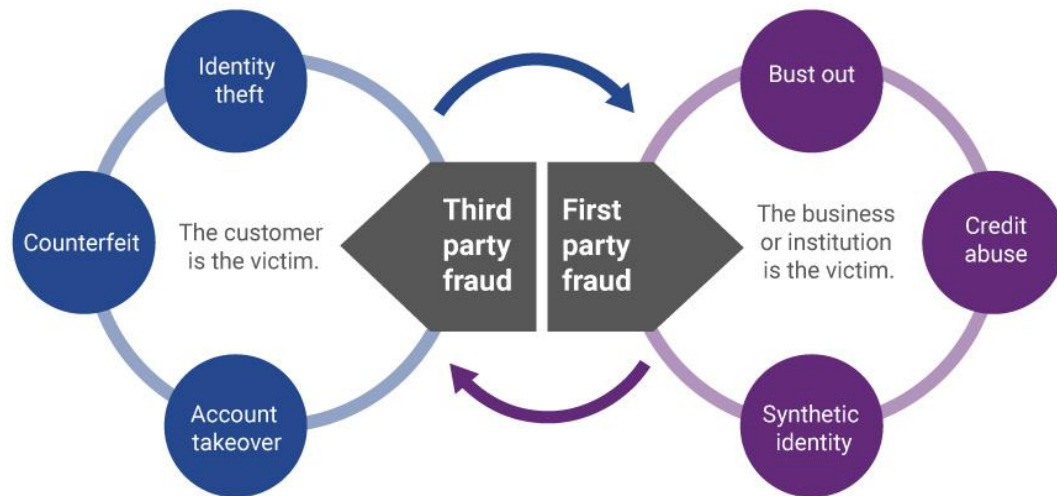 Identity
theft
Counterfeit
The customer
is the victim.
Account
takeover
Third
party
fraud
First
party
fraud
Bust out
The business
or institution
is the victim.
Credit
abuse
Synthetic
identity